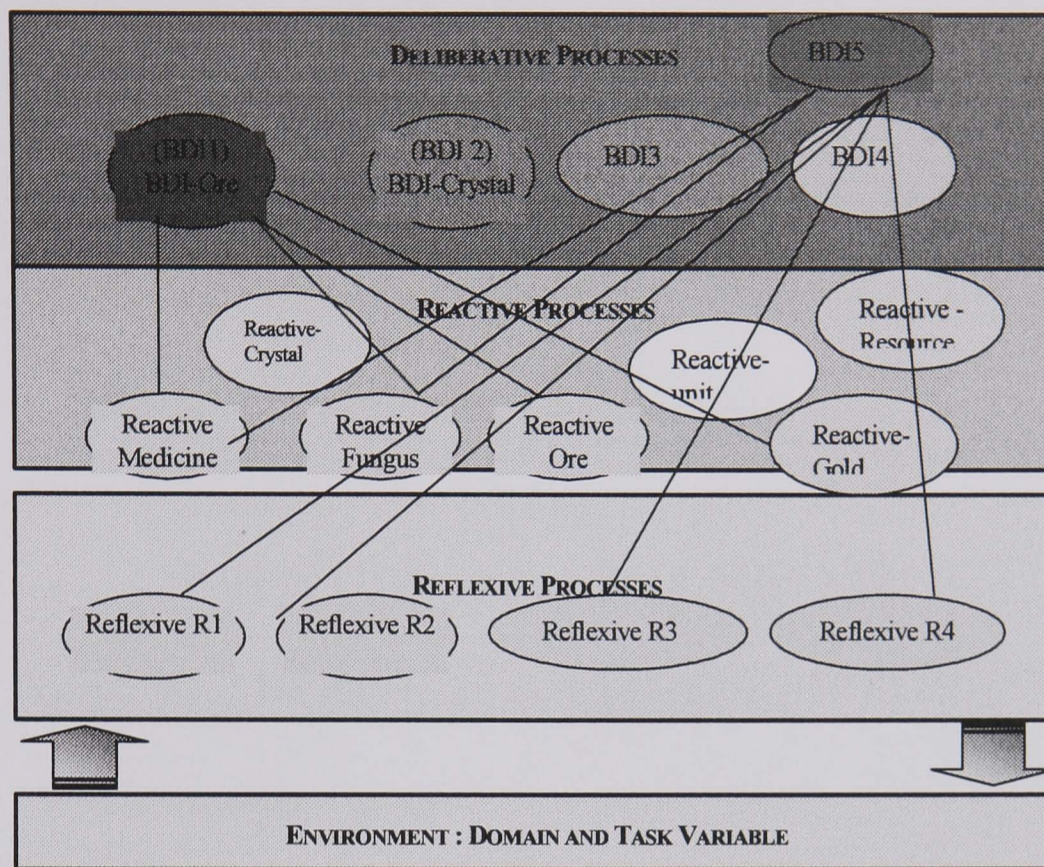 DELIBERATIVE PROCESSES
BDI5
(BDI1)
BDI-Ore
(BDI 2)
BDI-Crystal
BDI3
BDI4
REACTIVE PROCESSES
Reactive-
Crystal
Reactive-
unit
Reactive -
Resource
Reactive
Medicine
Reactive
Fungus
Reactive
Ore
Reactive-
Gold
REFLEXIVE PROCESSES
Reflexive R1
Reflexive R2
Reflexive R3
Reflexive R4
ENVIRONMENT : DOMAIN AND TASK VARIABLE